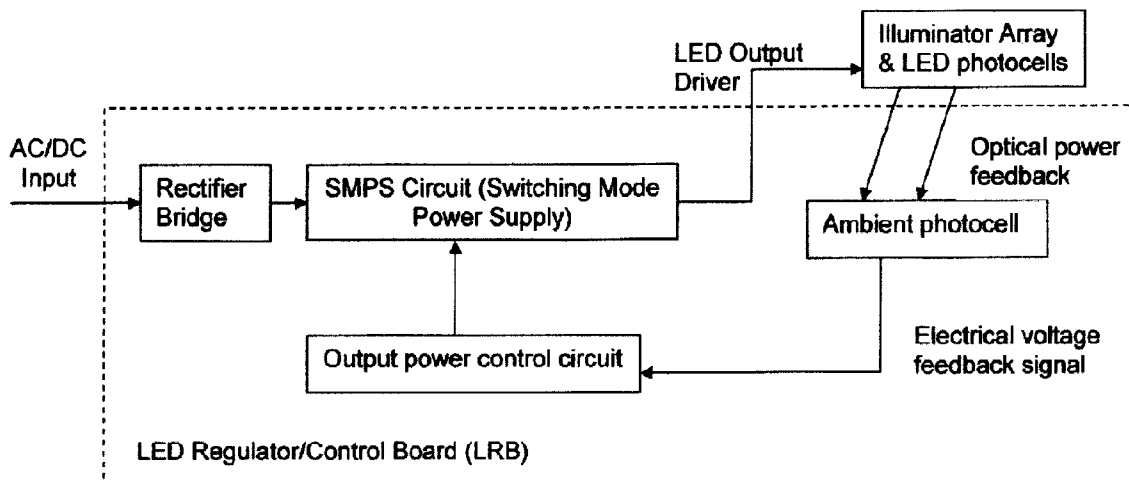 Illuminator Array
& LED photocells
LED Output
Driver
AC/DC
Input
Rectifier
Bridge
SMPS Circuit (Switching Mode
Power Supply)
Optical power
feedback
Ambient photocell
Output power control circuit
Electrical voltage
feedback signal
LED Regulator/Control Board (LRB)